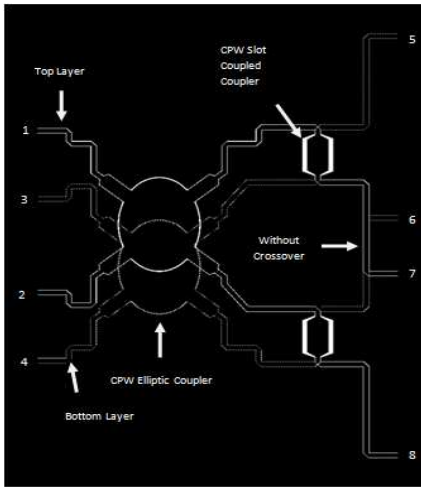 5
CPW Slot
Coupled
Coupler
Top Layer
1
3
6
Without
Crossover
7
2
4
CPW Elliptic Coupler
Bottom Layer
8